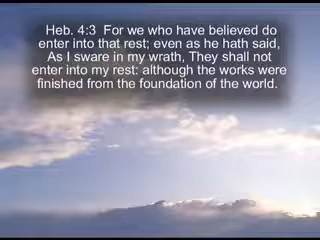 Heb. 4:3  For we who have believed do
enter into that rest; even as he hath said,
As I sware in my wrath, They shall not
enter into my rest: although the works were
finished from the foundation of the world.